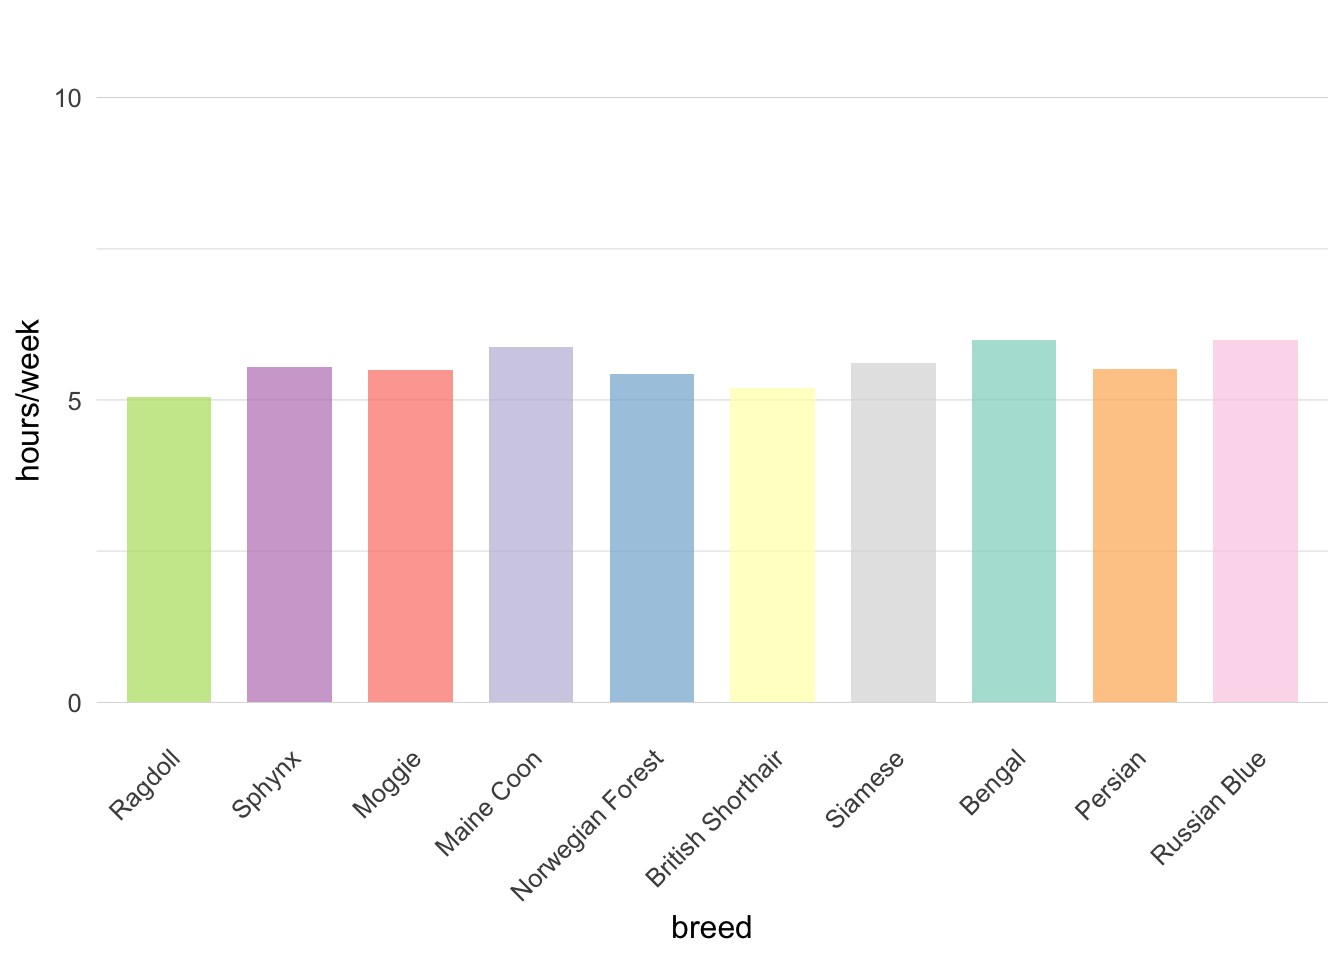 10
5
0
hours/week
Ragdoll
Sphynx
Moggie
Maine Coon
Norwegian Forest
British Shorthair
Siamese
Bengal
Persian
Russian Blue
breed